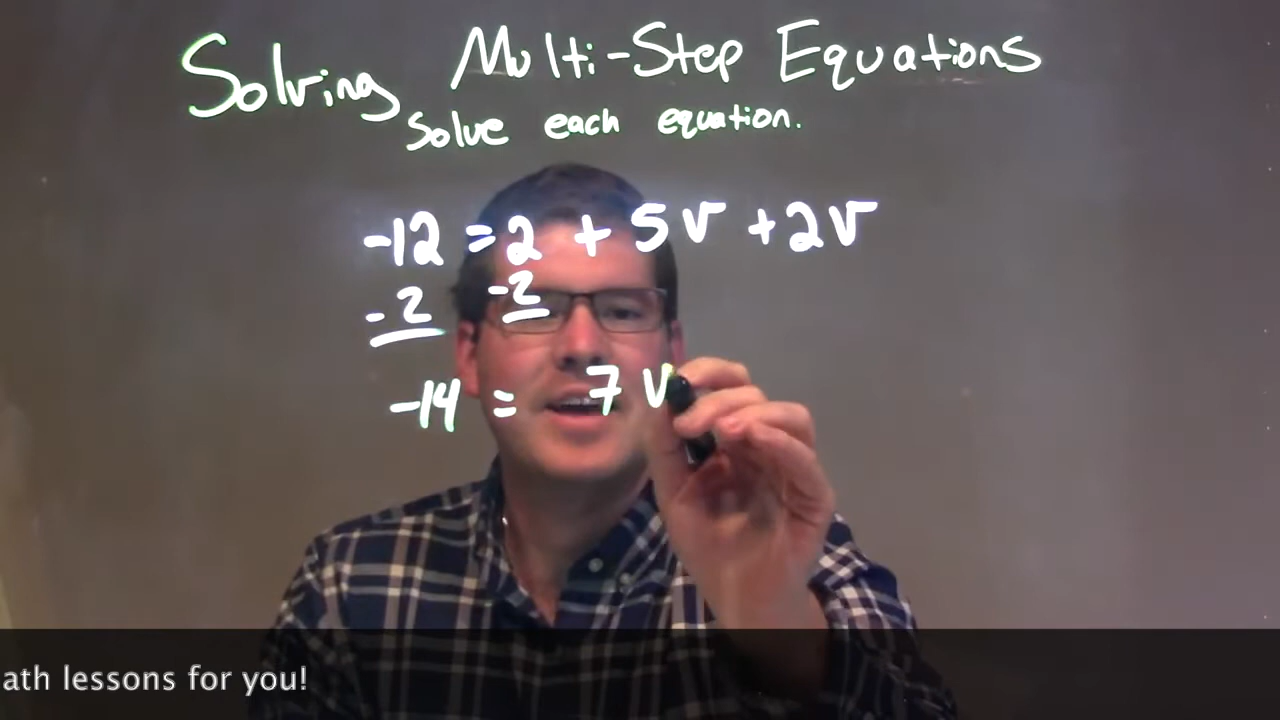 Solving Multi-Step Equations
Solve each equation.
-12 = 2 + 5v + 2v
-2 -2
-14 = 7v
ath lessons for you!